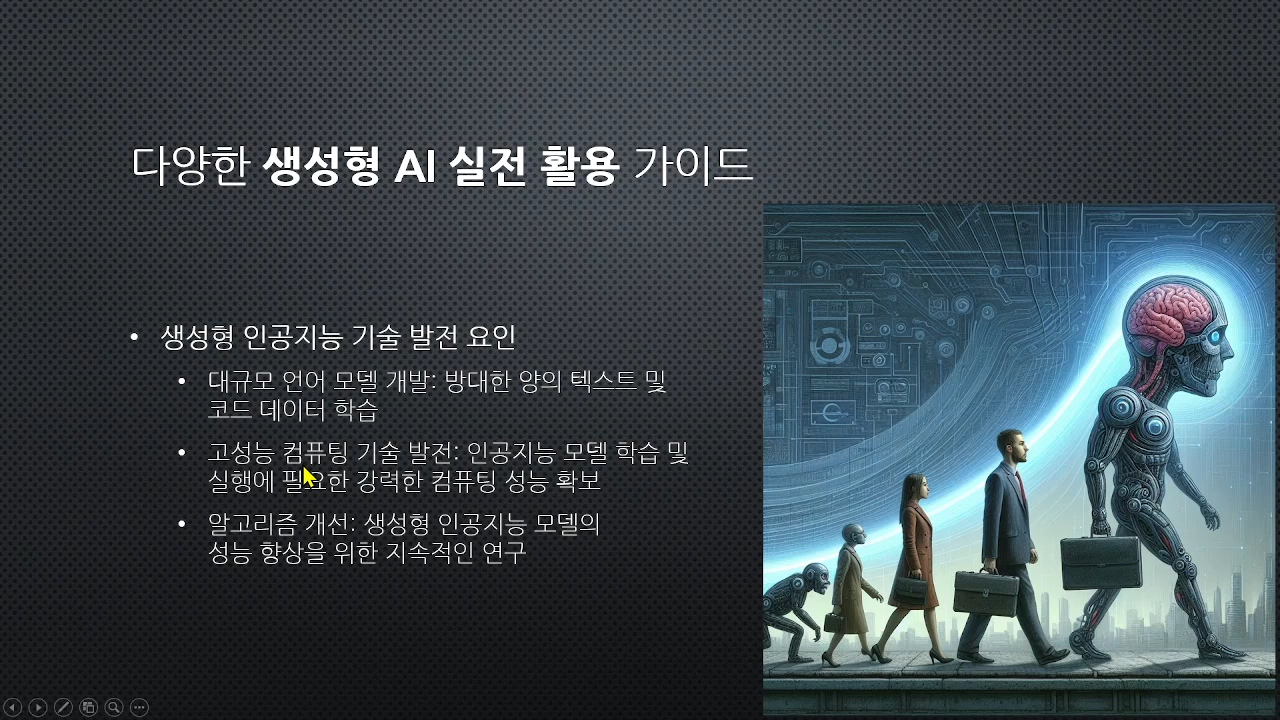 다양한 생성형 AI 실전 활용 가이드
• 생성형 인공지능 기술 발전 요인
• 대규모 언어 모델 개발: 방대한 양의 텍스트 및
코드 데이터 학습
• 고성능 컴퓨팅 기술 발전: 인공지능 모델 학습 및
실행에 필요한 강력한 컴퓨팅 성능 확보
• 알고리즘 개선: 생성형 인공지능 모델의
성능 향상을 위한 지속적인 연구